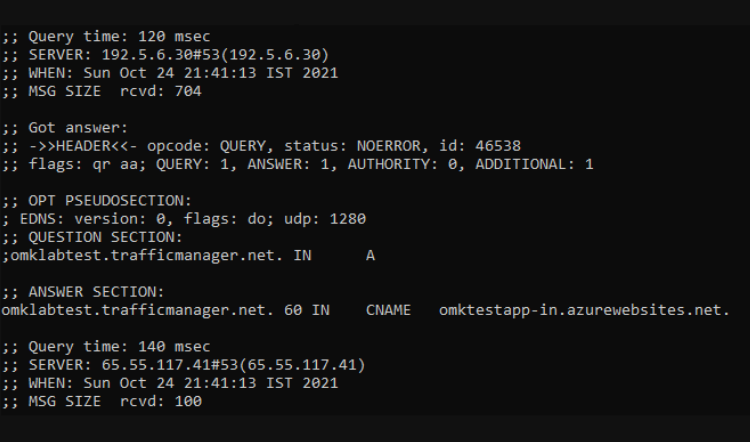 ;; Query time: 120 msec
;; SERVER: 192.5.6.30#53(192.5.6.30)
;; WHEN: Sun Oct 24 21:41:13 IST 2021
;; MSG SIZE  rcvd: 704
;; Got answer:
;; ->>HEADER<<- opcode: QUERY, status: NOERROR, id: 46538
;; flags: qr aa; QUERY: 1, ANSWER: 1, AUTHORITY: 0, ADDITIONAL: 1
;; OPT PSEUDOSECTION:
; EDNS: version: 0, flags: do; udp: 1280
;; QUESTION SECTION:
;omklabtest.trafficmanager.net. IN      A
;; ANSWER SECTION:
omklabtest.trafficmanager.net. 60 IN    CNAME   omktestapp-in.azurewebsites.net.
;; Query time: 140 msec
;; SERVER: 65.55.117.41#53(65.55.117.41)
;; WHEN: Sun Oct 24 21:41:13 IST 2021
;; MSG SIZE  rcvd: 100